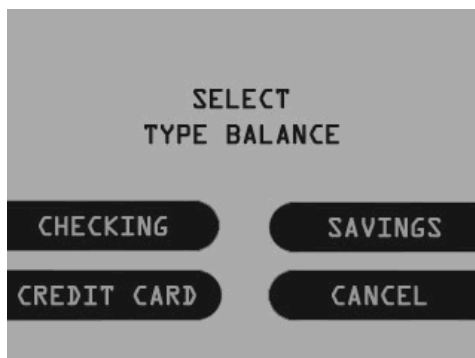 SELECT
TYPE BALANCE
CHECKING
SAVINGS
CREDIT CARD
CANCEL